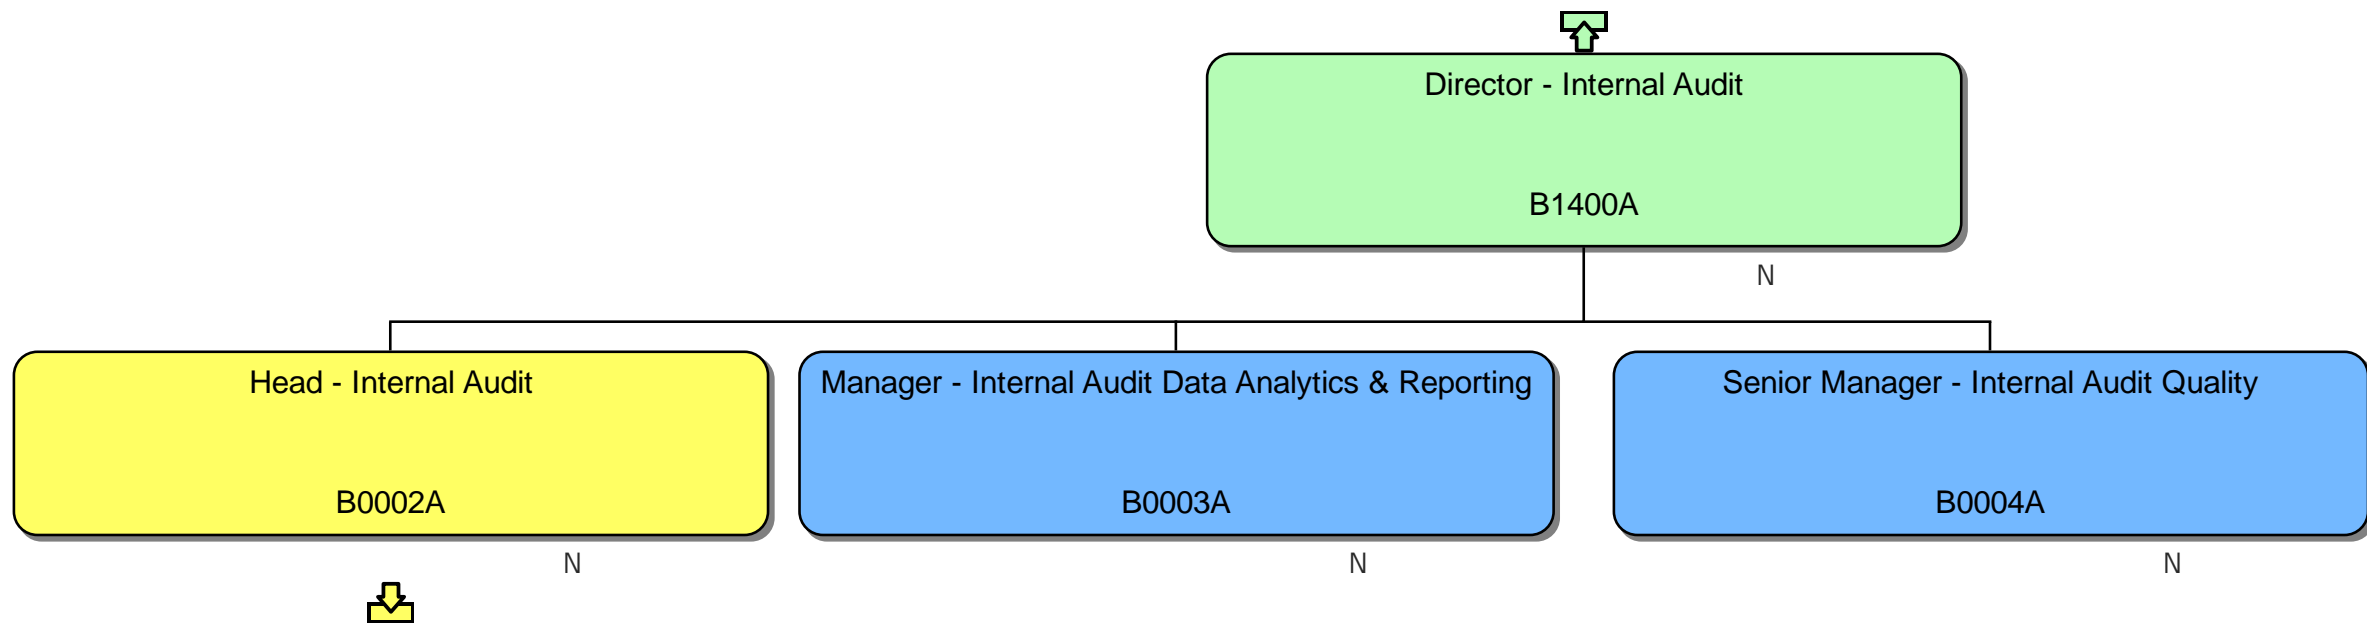 Director - Internal Audit
B1400A
N
Head - Internal Audit
B0002A
N
Manager - Internal Audit Data Analytics & Reporting
B0003A
N
Senior Manager - Internal Audit Quality
B0004A
N